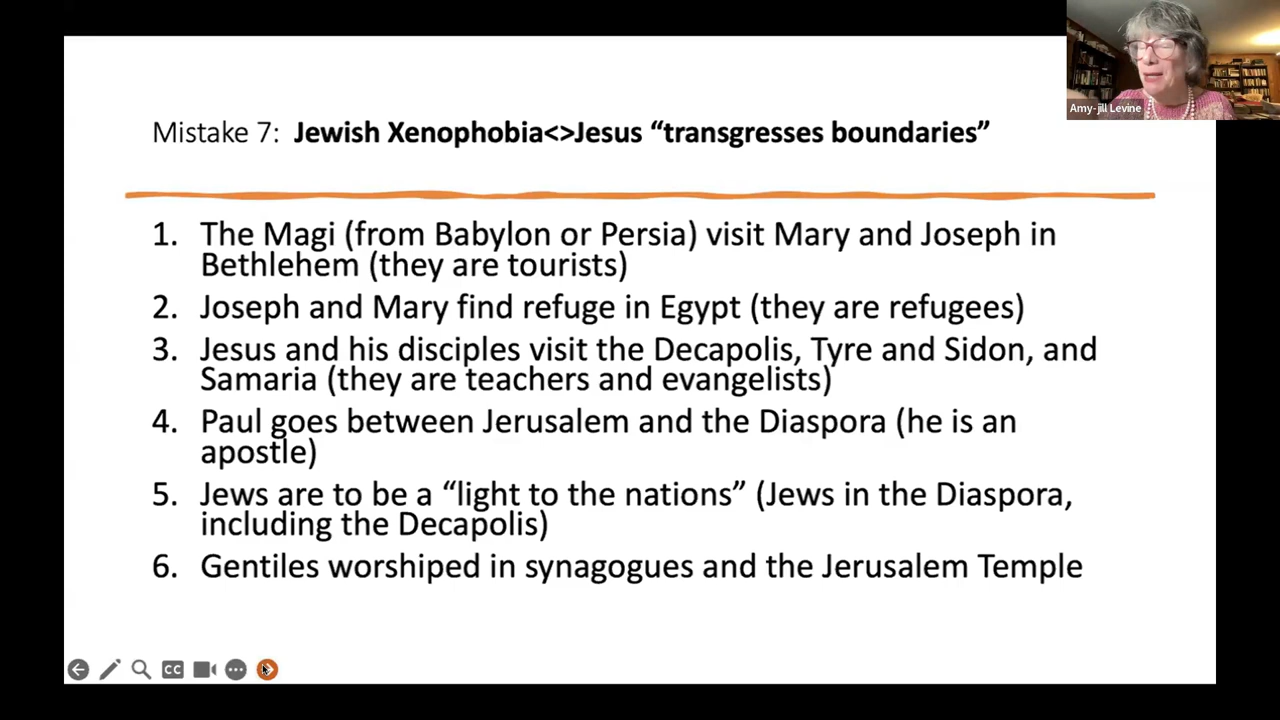 Amy-jill Levine
Mistake 7: Jewish Xenophobia<>Jesus “transgresses boundaries”
1. The Magi (from Babylon or Persia) visit Mary and Joseph in
Bethlehem (they are tourists)
2. Joseph and Mary find refuge in Egypt (they are refugees)
3. Jesus and his disciples visit the Decapolis, Tyre and Sidon, and
Samaria (they are teachers and evangelists)
4. Paul goes between Jerusalem and the Diaspora (he is an
apostle)
5. Jews are to be a “light to the nations” (Jews in the Diaspora,
including the Decapolis)
6. Gentiles worshiped in synagogues and the Jerusalem Temple
CC